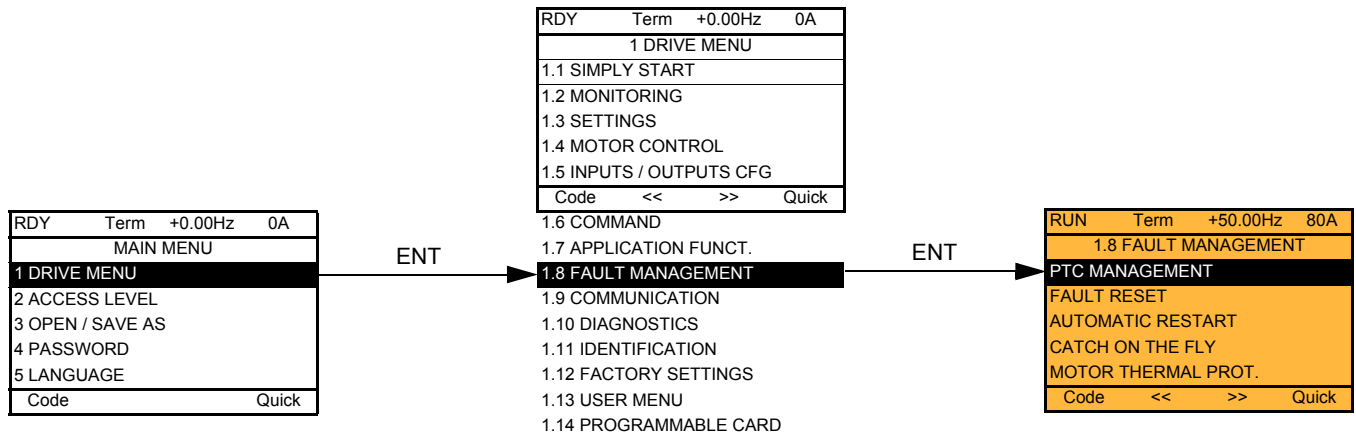 RDY Term +0.00Hz 0A
MAIN MENU
1 DRIVE MENU
2 ACCESS LEVEL
3 OPEN / SAVE AS
4 PASSWORD
5 LANGUAGE
Code Quick
ENT
RDY Term +0.00Hz 0A
1 DRIVE MENU
1.1 SIMPLY START
1.2 MONITORING
1.3 SETTINGS
1.4 MOTOR CONTROL
1.5 INPUTS / OUTPUTS CFG
Code << >> Quick
1.6 COMMAND
1.7 APPLICATION FUNCT.
1.8 FAULT MANAGEMENT
1.9 COMMUNICATION
1.10 DIAGNOSTICS
1.11 IDENTIFICATION
1.12 FACTORY SETTINGS
1.13 USER MENU
1.14 PROGRAMMABLE CARD
ENT
RUN Term +50.00Hz 80A
1.8 FAULT MANAGEMENT
PTC MANAGEMENT
FAULT RESET
AUTOMATIC RESTART
CATCH ON THE FLY
MOTOR THERMAL PROT.
Code << >> Quick